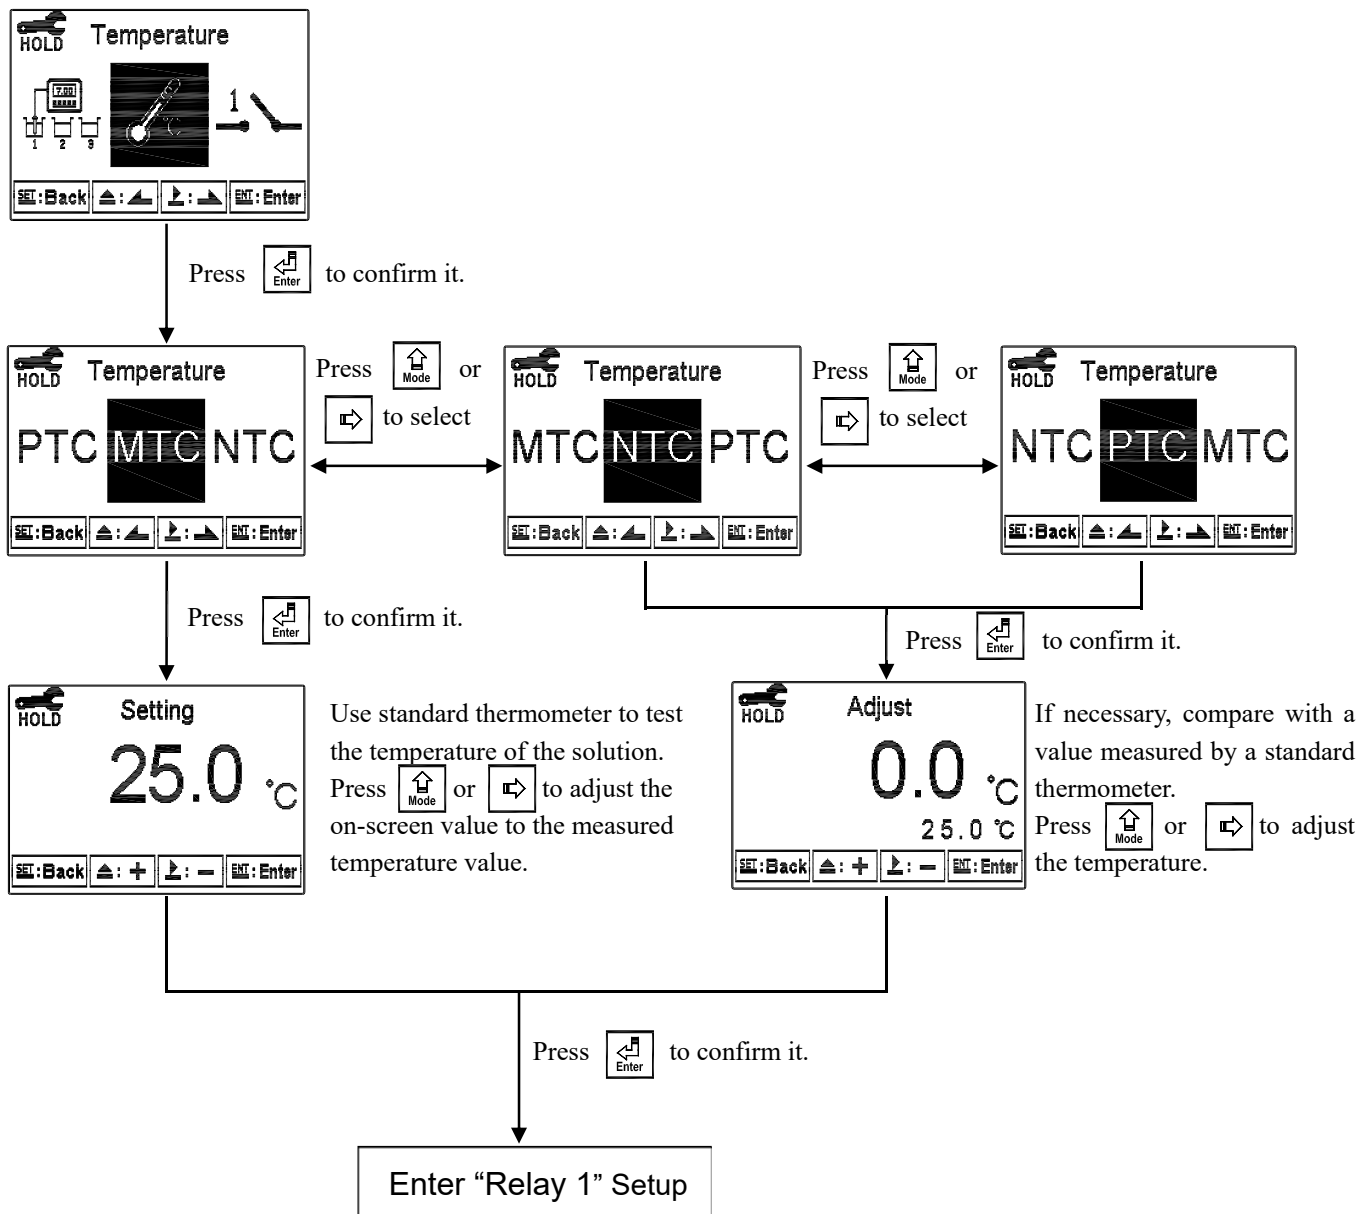 HOLD Temperature
7.00
1 2 3
°C
1
SET:Back : : ENT:Enter
Press Enter to confirm it.
HOLD Temperature
PTC MTC NTC
SET:Back : : ENT:Enter
Press Mode or
to select
HOLD Temperature
MTC NTC PTC
SET:Back : : ENT:Enter
Press Mode or
to select
HOLD Temperature
NTC PTC MTC
SET:Back : : ENT:Enter
Press Enter to confirm it.
Press Enter to confirm it.
HOLD Setting
25.0 °C
SET:Back : + : - ENT:Enter
Use standard thermometer to test
the temperature of the solution.
Press Mode or to adjust the
on-screen value to the measured
temperature value.
HOLD Adjust
0.0 °C
25.0 °C
SET:Back : + : - ENT:Enter
If necessary, compare with a
value measured by a standard
thermometer.
Press Mode or to adjust
the temperature.
Press Enter to confirm it.
Enter “Relay 1” Setup